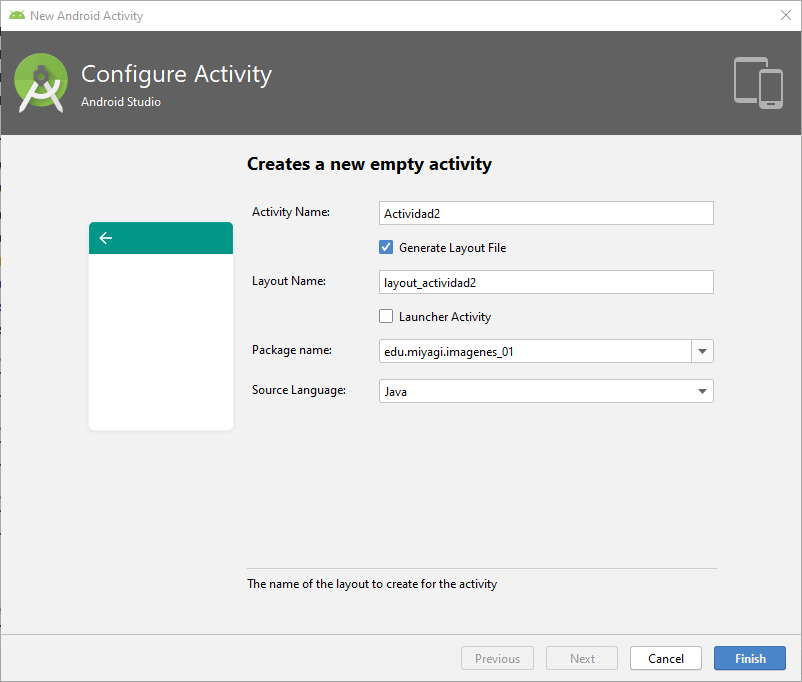 New Android Activity
Configure Activity
Android Studio
Creates a new empty activity
Activity Name: Actividad2
Generate Layout File
Layout Name: layout_actividad2
Launcher Activity
Package name: edu.miyagi.imagenes_01
Source Language: Java
The name of the layout to create for the activity
Previous Next Cancel Finish